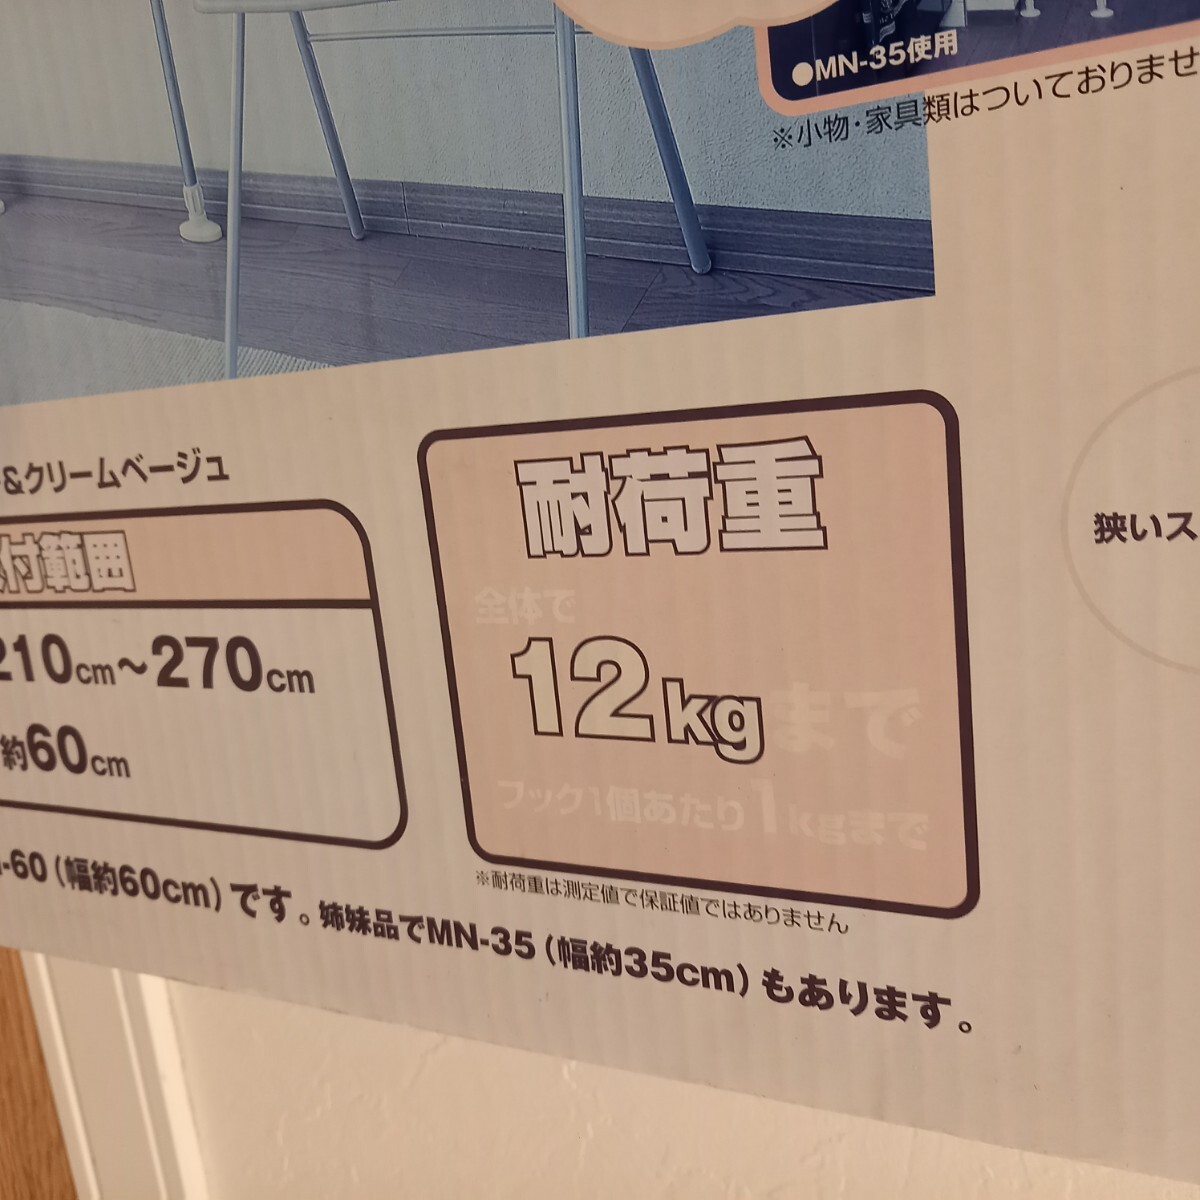 ●MN-35使用
※小物・家具類はついておりませ
&クリームベージュ
付範囲
210cm〜270cm
約60cm
耐荷重
全体で
12kgまで
フック1個あたり1kgまで
※耐荷重は測定値で保証値ではありません
狭いス
-60（幅約60cm）です。姉妹品でMN-35（幅約35cm）もあります。